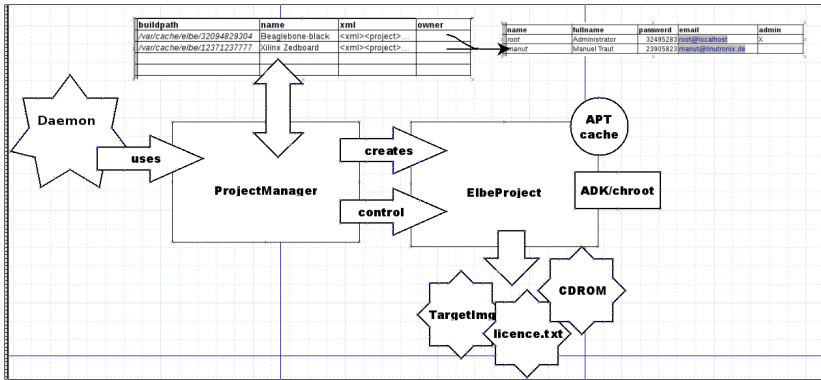 buildpath name xml owner
/var/cache/elbe/32094829304 Beaglebone-black <xml><project>...
/var/cache/elbe/12371237777 Xilinx Zedboard <xml><project>...
name fullname password email admin
root Administrator 32495283 root@localhost X
manut Manuel Traut 23905823 manut@linutronix.de
Daemon
uses
ProjectManager
creates
control
ElbeProject
APT
cache
ADK/chroot
TargetImg
licence.txt
CDROM